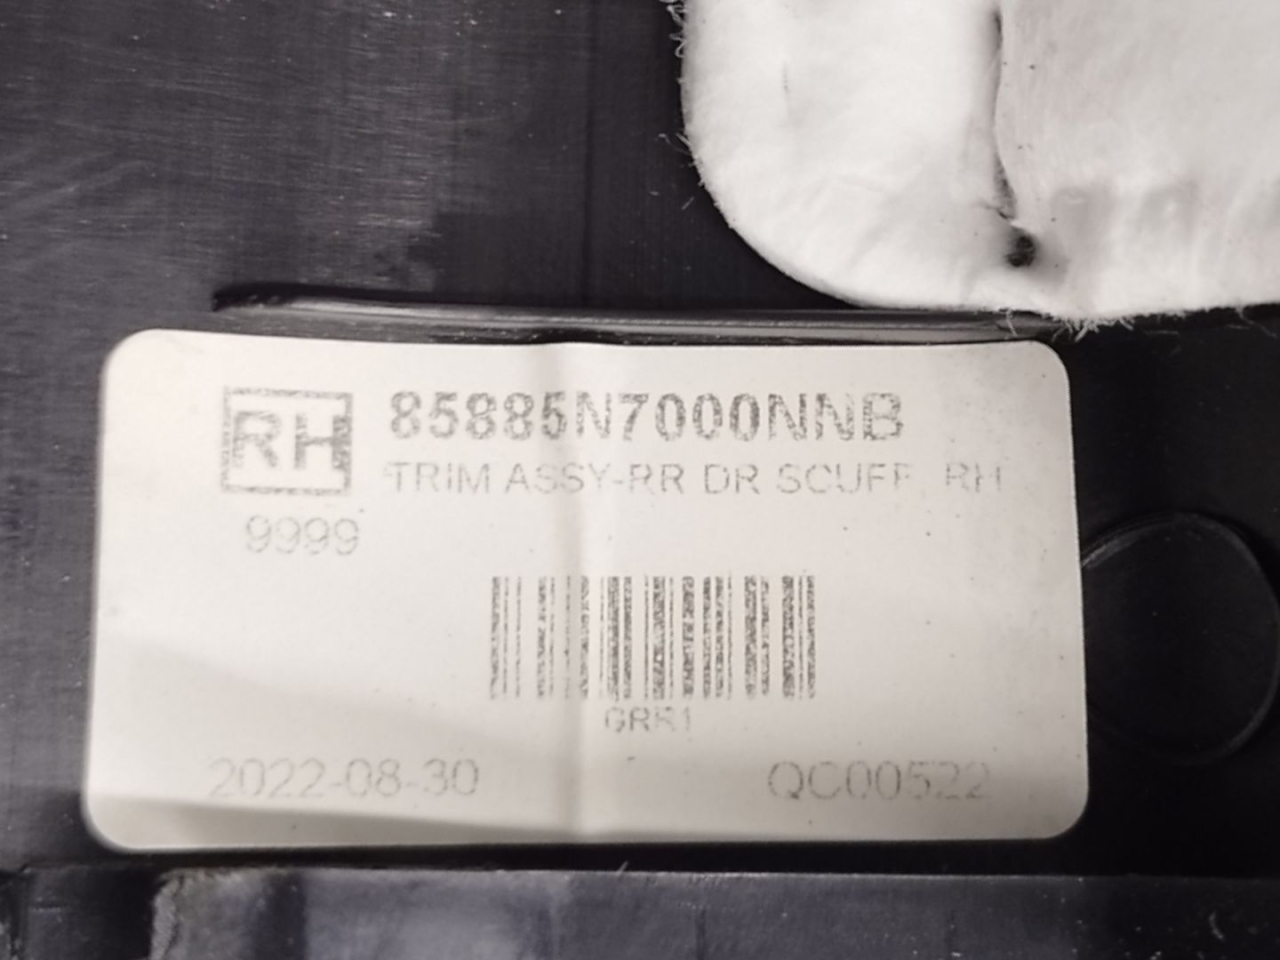 RH
85885N7000NNB
TRIM ASSY-RR DR SCUFF, RH
9999
GRR1
2022-08-30
QC00522